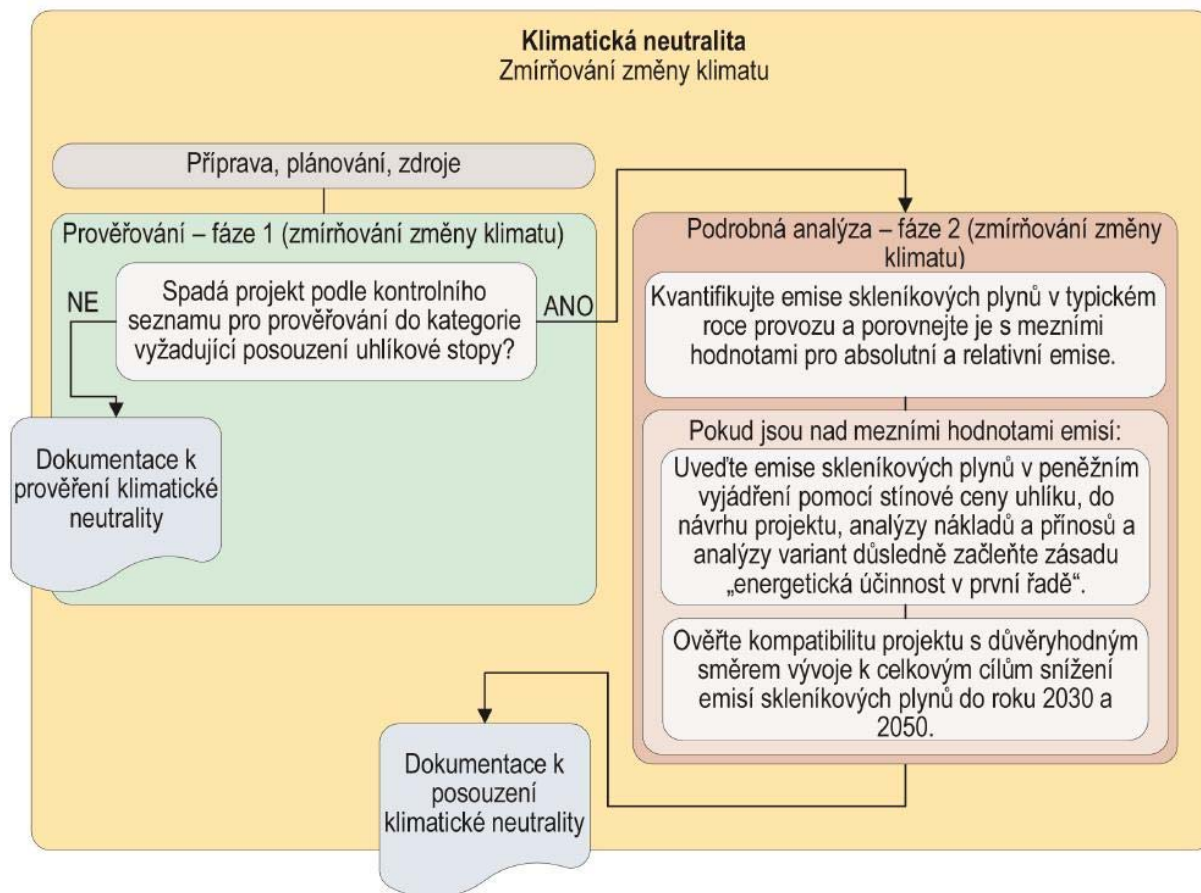 Klimatická neutralita
Zmírňování změny klimatu
Příprava, plánování, zdroje
Prověřování – fáze 1 (zmírňování změny klimatu)
NE
Spadá projekt podle kontrolního
seznamu pro prověřování do kategorie
vyžadující posouzení uhlíkové stopy?
ANO
Dokumentace k
prověření klimatické
neutrality
Podrobná analýza – fáze 2 (zmírňování změny
klimatu)
Kvantifikujte emise skleníkových plynů v typickém
roce provozu a porovnejte je s mezními
hodnotami pro absolutní a relativní emise.
Pokud jsou nad mezními hodnotami emisí:
Uveďte emise skleníkových plynů v peněžním
vyjádření pomocí stínové ceny uhlíku, do
návrhu projektu, analýzy nákladů a přínosů a
analýzy variant důsledně začleňte zásadu
„energetická účinnost v první řadě“.
Ověřte kompatibilitu projektu s důvěryhodným
směrem vývoje k celkovým cílům snížení
emisí skleníkových plynů do roku 2030 a
2050.
Dokumentace k
posouzení
klimatické neutrality